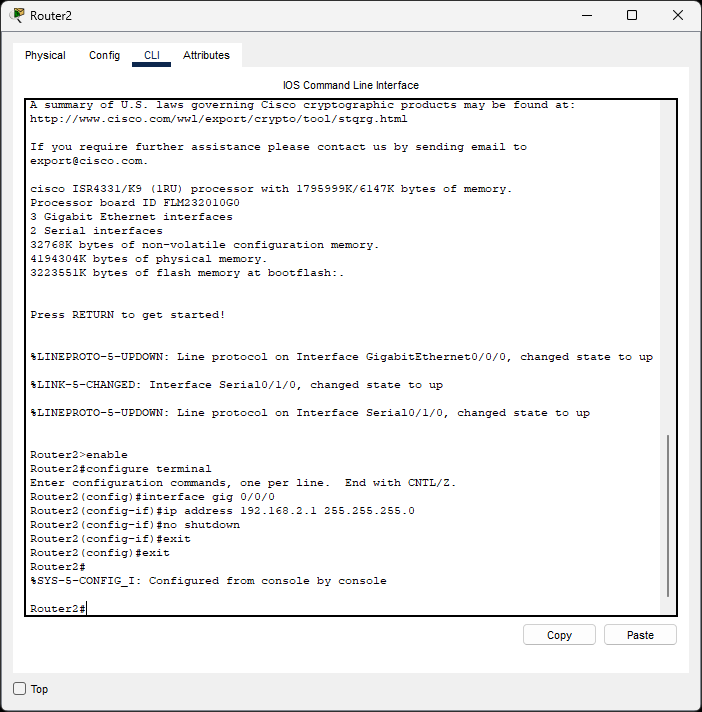 Router2
Physical Config CLI Attributes
IOS Command Line Interface
A summary of U.S. laws governing Cisco cryptographic products may be found at:
http://www.cisco.com/wwl/export/crypto/tool/stqrg.html
If you require further assistance please contact us by sending email to
export@cisco.com.
cisco ISR4331/K9 (1RU) processor with 1795999K/6147K bytes of memory.
Processor board ID FLM232010G0
3 Gigabit Ethernet interfaces
2 Serial interfaces
32768K bytes of non-volatile configuration memory.
4194304K bytes of physical memory.
3223551K bytes of flash memory at bootflash:.
Press RETURN to get started!
%LINEPROTO-5-UPDOWN: Line protocol on Interface GigabitEthernet0/0/0, changed state to up
%LINK-5-CHANGED: Interface Serial0/1/0, changed state to up
%LINEPROTO-5-UPDOWN: Line protocol on Interface Serial0/1/0, changed state to up
Router2>enable
Router2#configure terminal
Enter configuration commands, one per line.  End with CNTL/Z.
Router2(config)#interface gig 0/0/0
Router2(config-if)#ip address 192.168.2.1 255.255.255.0
Router2(config-if)#no shutdown
Router2(config-if)#exit
Router2(config)#exit
Router2#
%SYS-5-CONFIG_I: Configured from console by console
Router2#
Copy Paste
Top